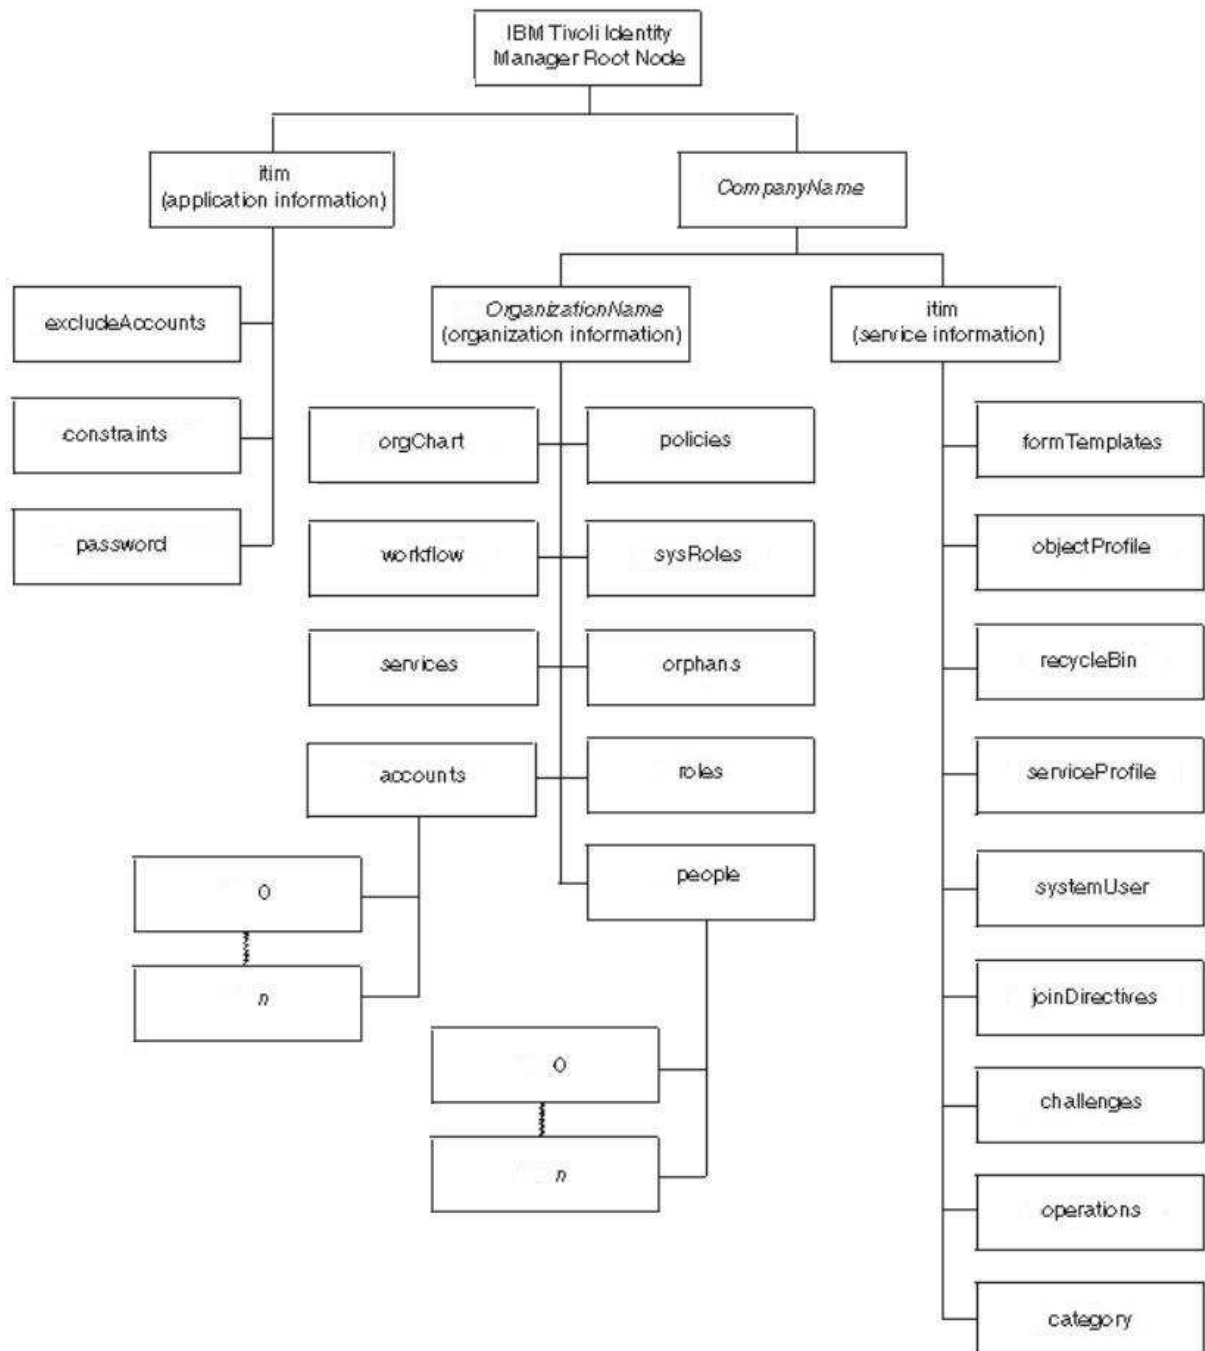 IBM Tivoli Identity
Manager Root Node
itim
(application information)
CompanyName
excludeAccounts
constraints
password
OrganizationName
(organization information)
itim
(service information)
orgChart
policies
workflow
sysRoles
services
orphans
accounts
roles
people
0
n
0
n
formTemplates
objectProfile
recycleBin
serviceProfile
systemUser
joinDirectives
challenges
operations
category